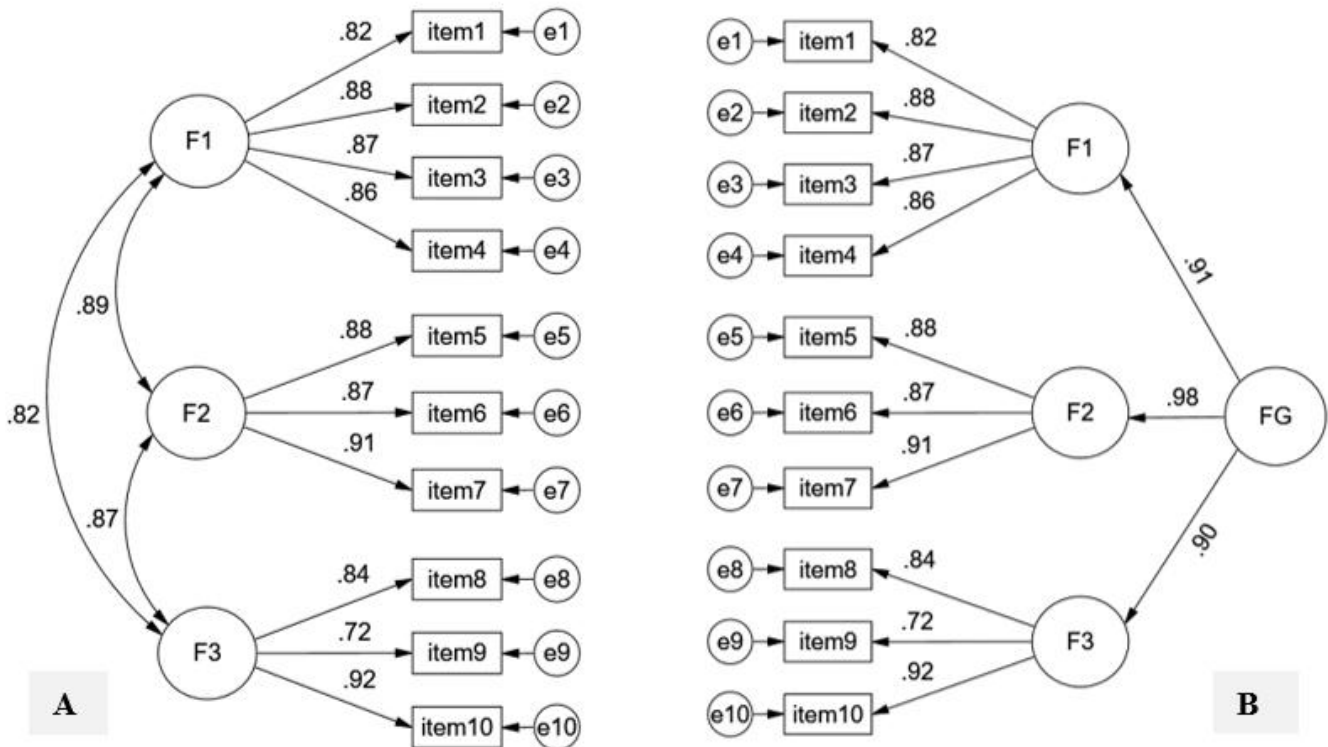 .82
item1
e1
.88
item2
e2
F1
.87
item3
e3
.86
item4
e4
.89
.82
.88
item5
e5
F2
.87
item6
e6
.91
item7
e7
.87
.84
item8
e8
F3
.72
item9
e9
.92
item10
e10
A
e1
item1
.82
e2
item2
.88
F1
e3
item3
.87
e4
item4
.86
.91
e5
item5
.88
e6
item6
.87
F2
.98
FG
e7
item7
.91
.90
e8
item8
.84
e9
item9
.72
F3
e10
item10
.92
B